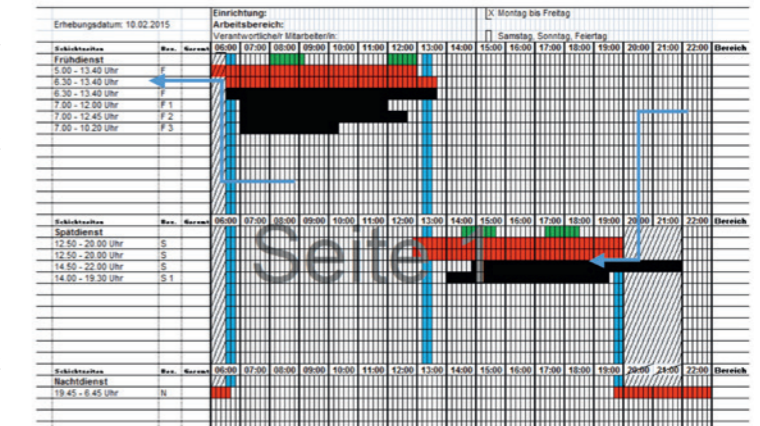 Einrichtung:
X Montag bis Freitag
Erhebungsdatum: 10.02.2015
Arbeitsbereich:
Verantwortliche/r Mitarbeiter/in:
Samstag, Sonntag, Feiertag
Schichtzeiten Bez. Gesamt 06:00 07:00 08:00 09:00 10:00 11:00 12:00 13:00 14:00 15:00 16:00 17:00 18:00 19:00 20:00 21:00 22:00 Bereich
Frühdienst
5.00 - 13.40 Uhr F
6.30 - 13.40 Uhr
6.30 - 13.40 Uhr F
7.00 - 12.00 Uhr F 1
7.00 - 12.45 Uhr F 2
7.00 - 10.20 Uhr F 3
Schichtzeiten Bez. Gesamt 06:00 07:00 08:00 09:00 10:00 11:00 12:00 13:00 14:00 15:00 16:00 17:00 18:00 19:00 20:00 21:00 22:00 Bereich
Spätdienst
12.50 - 20.00 Uhr S
12.50 - 20.00 Uhr S
14.50 - 22.00 Uhr S
14.00 - 19.30 Uhr S 1
Seite 1
Schichtzeiten Bez. Gesamt 06:00 07:00 08:00 09:00 10:00 11:00 12:00 13:00 14:00 15:00 16:00 17:00 18:00 19:00 20:00 21:00 22:00 Bereich
Nachtdienst
19.45 - 6.45 Uhr N